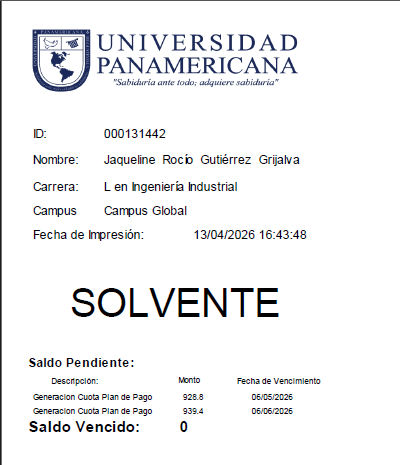 PANAMERICANA
UNIVERSIDAD
PANAMERICANA
"Sabiduría ante todo; adquiere sabiduría"
ID: 000131442
Nombre: Jaqueline Rocío Gutiérrez Grijalva
Carrera: L en Ingeniería Industrial
Campus Campus Global
Fecha de Impresión: 13/04/2026 16:43:48
SOLVENTE
Saldo Pendiente:
Descripción: Monto Fecha de Vencimiento
Generacion Cuota Plan de Pago 928.8 06/05/2026
Generacion Cuota Plan de Pago 939.4 06/06/2026
Saldo Vencido: 0